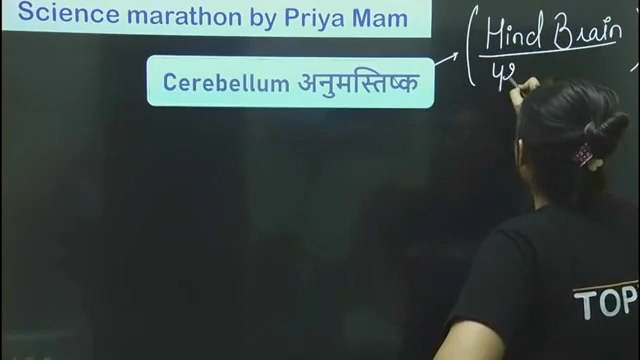 Science marathon by Priya Mam
Cerebellum अनुमस्तिष्क
( Hind Brain
TOP